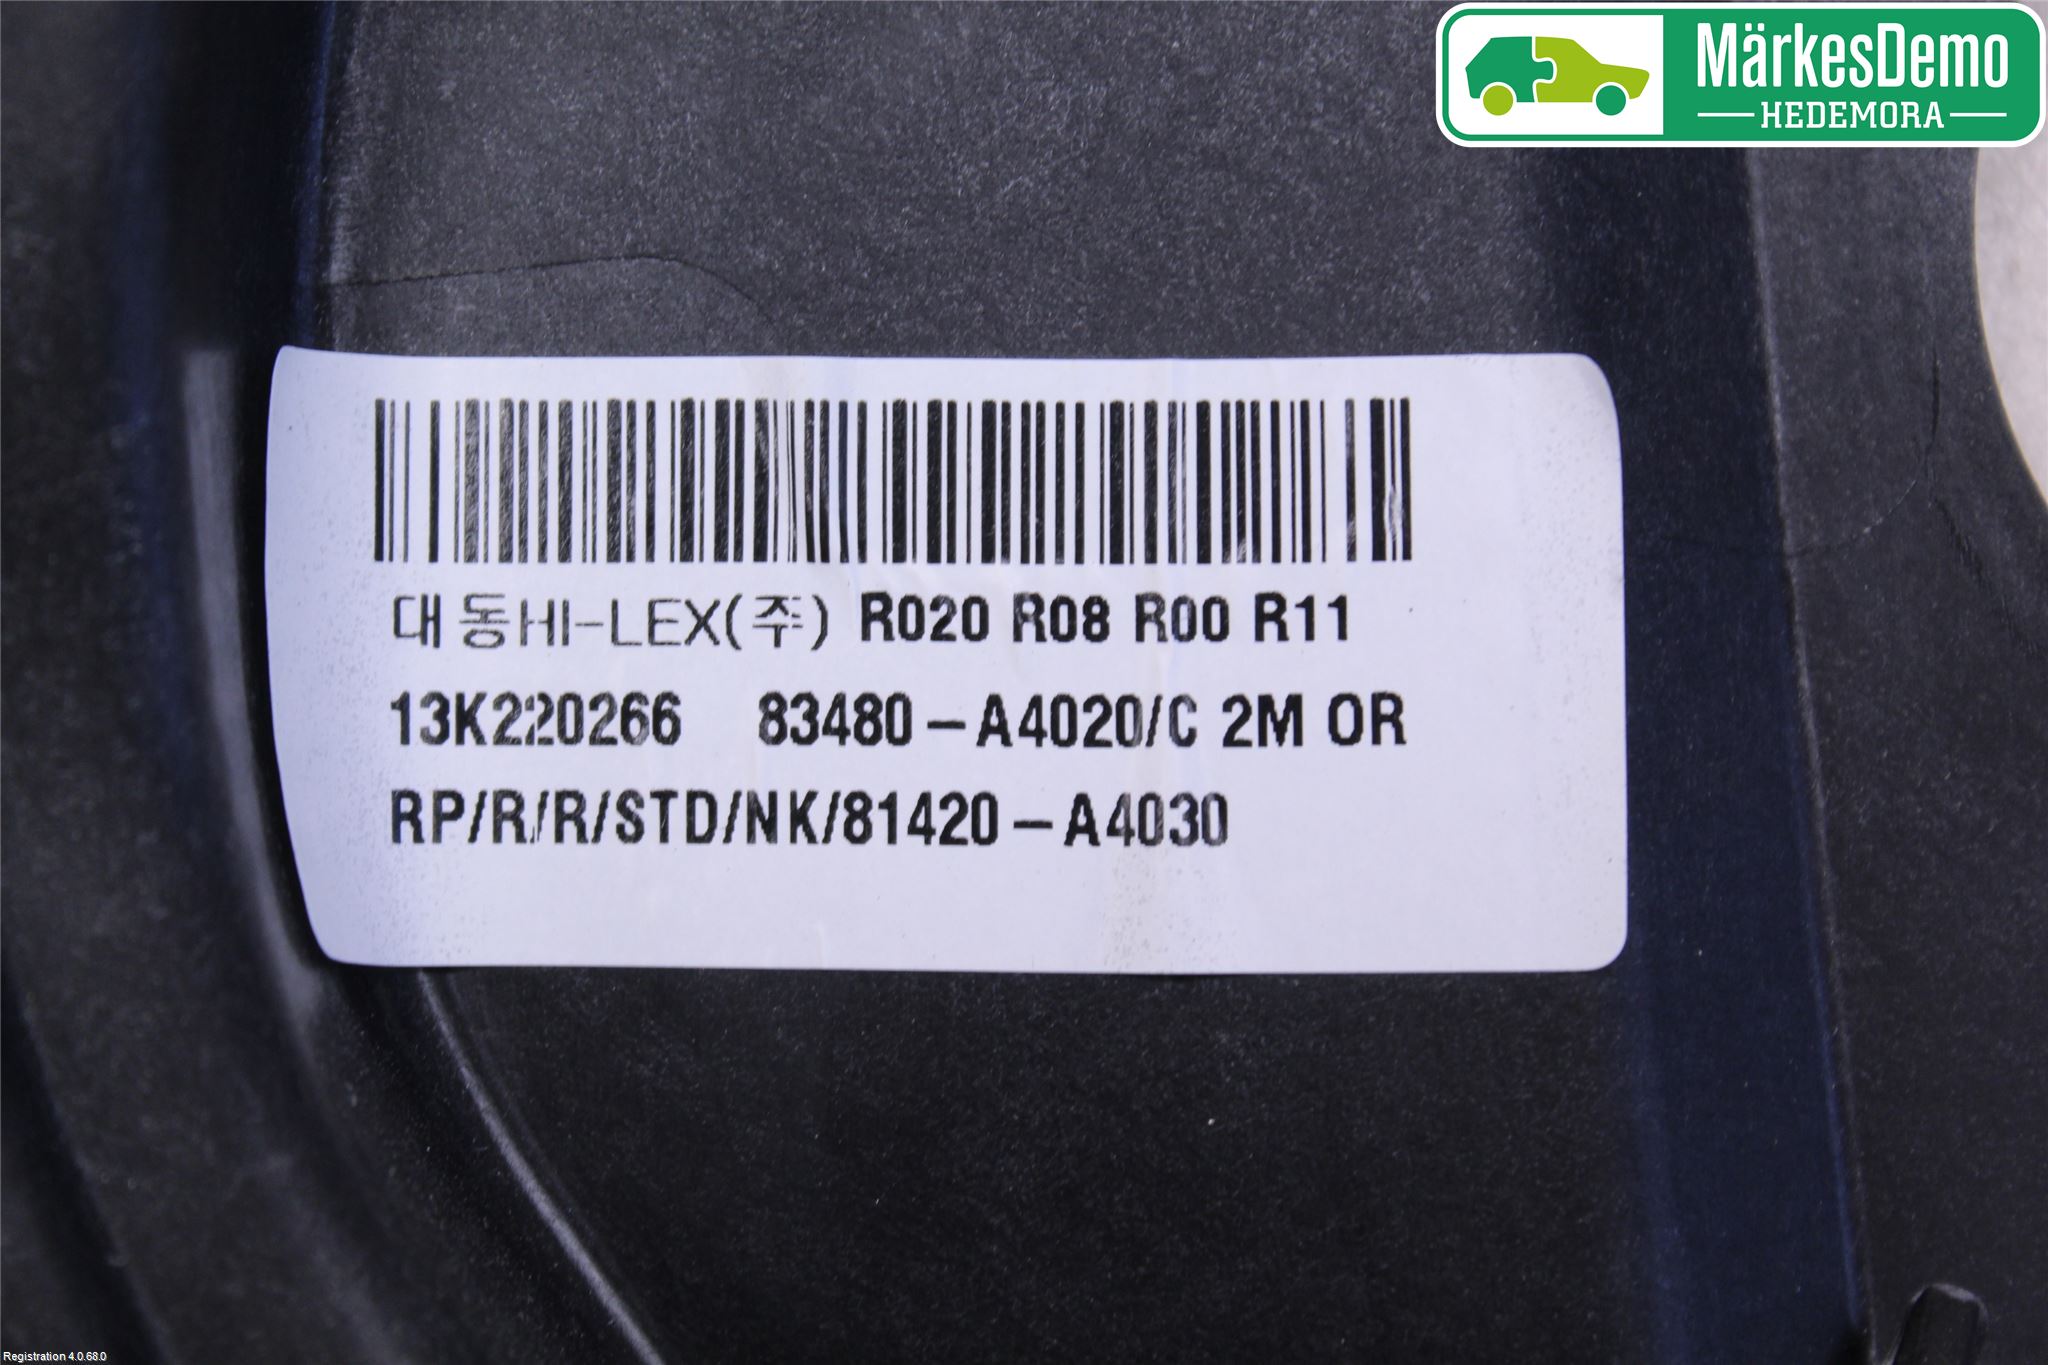 MärkesDemo
HEDEMORA
대동HI-LEX(주) R020 R08 R00 R11
13K220266 83480-A4020/C 2M OR
RP/R/R/STD/NK/81420-A4030
Registration 4.0.68.0